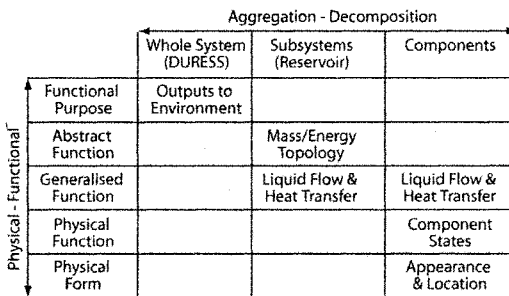 Aggregation - Decomposition
Whole System Subsystems Components
(DURESS) (Reservoir)
Physical - Functional
Functional Outputs to
Purpose Environment
Abstract Mass/Energy
Function Topology
Generalised Liquid Flow & Liquid Flow &
Function Heat Transfer Heat Transfer
Physical Component
Function States
Physical Appearance
Form & Location